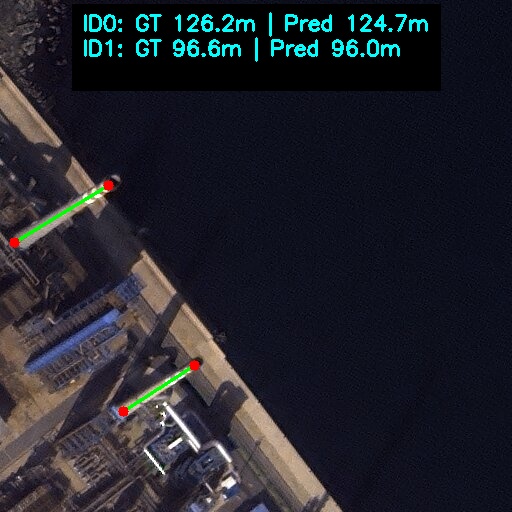 ID0: GT 126.2m | Pred 124.7m
ID1: GT 96.6m | Pred 96.0m